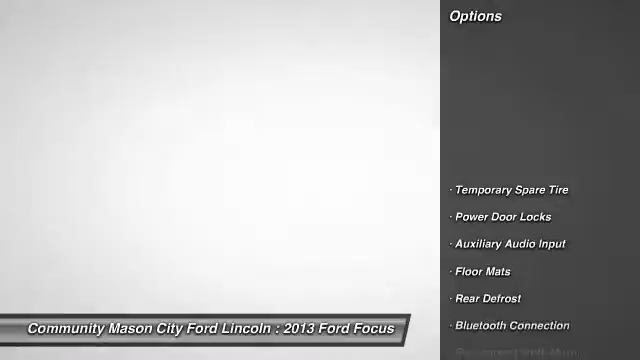 Options
· Temporary Spare Tire
· Power Door Locks
· Auxiliary Audio Input
· Floor Mats
· Rear Defrost
· Bluetooth Connection
Community Mason City Ford Lincoln : 2013 Ford Focus